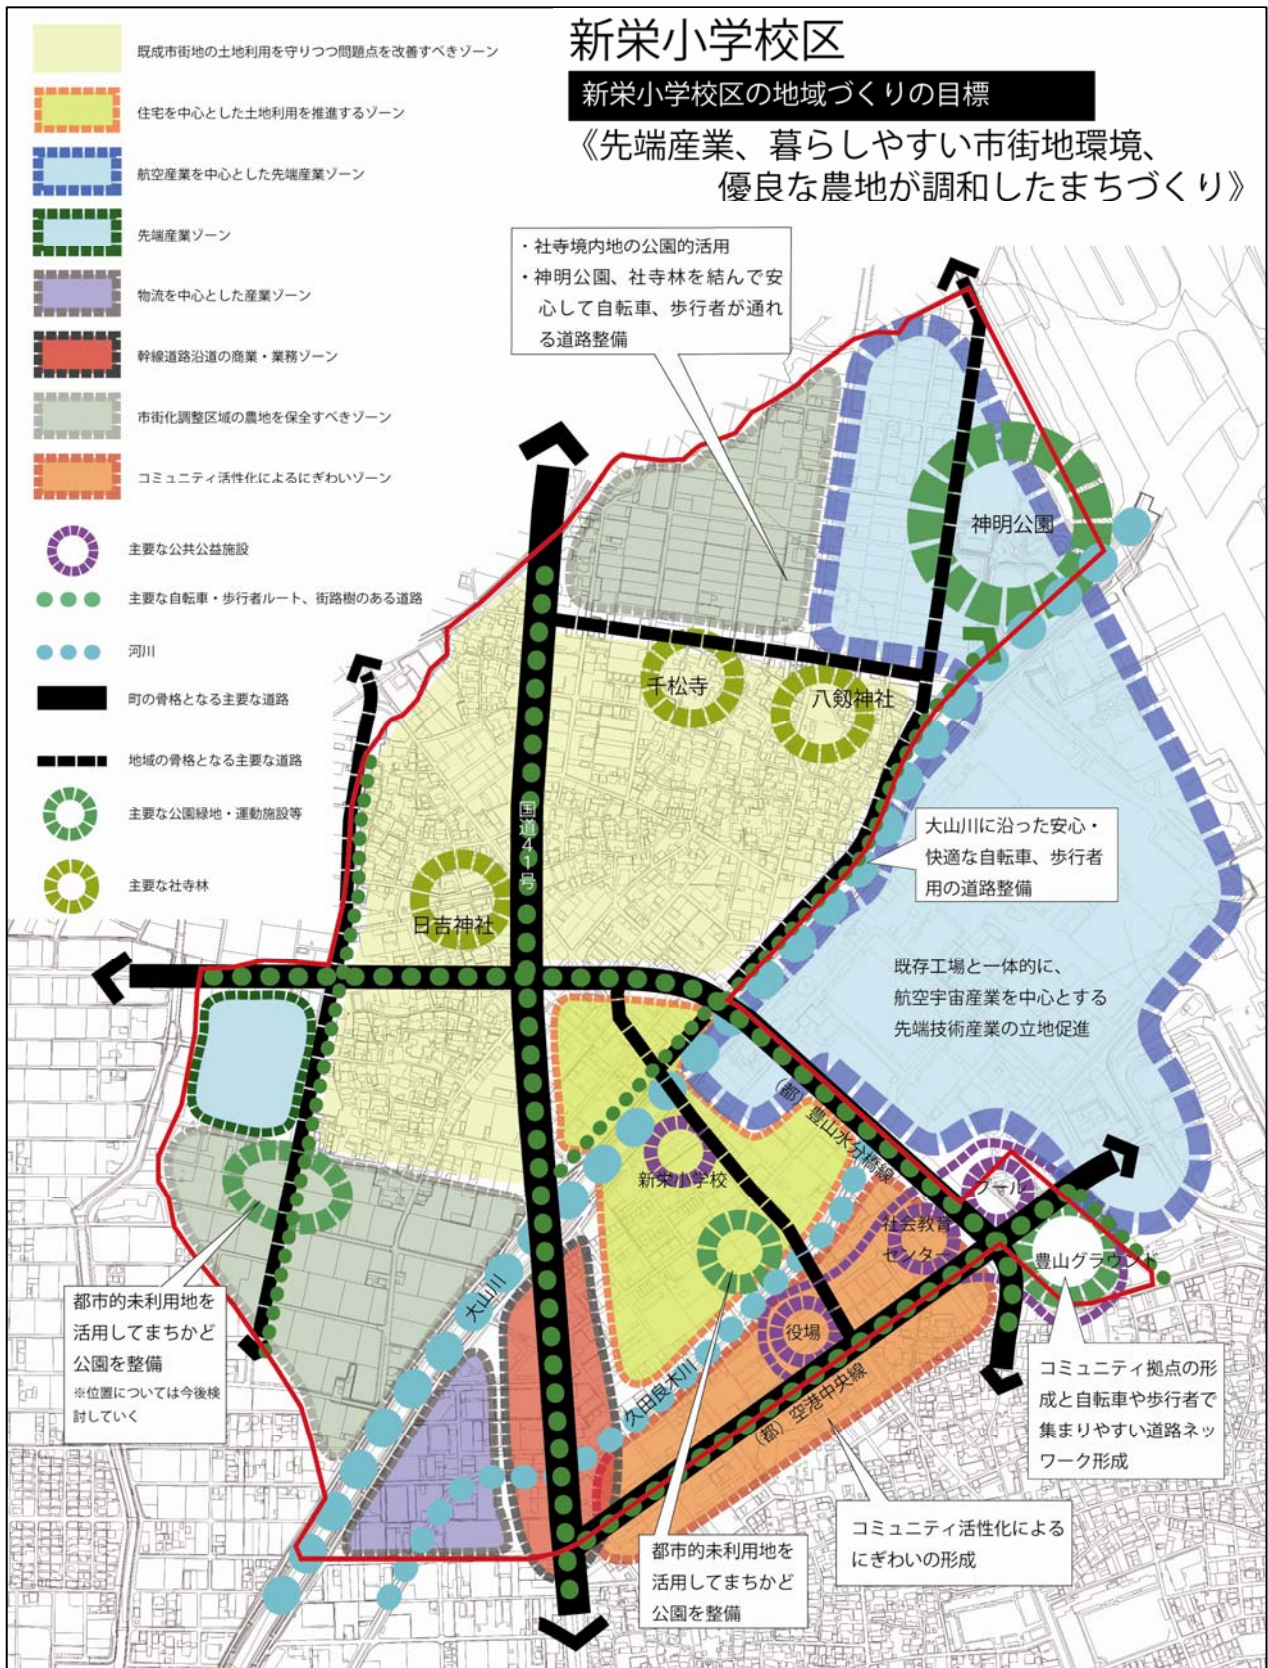 新栄小学校区
新栄小学校区の地域づくりの目標
《先端産業、暮らしやすい市街地環境、
優良な農地が調和したまちづくり》
既成市街地の土地利用を守りつつ問題点を改善すべきゾーン
住宅を中心とした土地利用を推進するゾーン
航空産業を中心とした先端産業ゾーン
先端産業ゾーン
物流を中心とした産業ゾーン
幹線道路沿道の商業・業務ゾーン
市街化調整区域の農地を保全すべきゾーン
コミュニティ活性化によるにぎわいゾーン
主要な公共公益施設
主要な自転車・歩行者ルート、街路樹のある道路
河川
町の骨格となる主要な道路
地域の骨格となる主要な道路
主要な公園緑地・運動施設等
主要な社寺林
・社寺境内地の公園的活用
・神明公園、社寺林を結んで安
心して自転車、歩行者が通れ
る道路整備
神明公園
千松寺
八剱神社
国道41号
日吉神社
大山川に沿った安心・
快適な自転車、歩行者
用の道路整備
既存工場と一体的に、
航空宇宙産業を中心とする
先端技術産業の立地促進
(都)豊山水分橋線
新栄小学校
プール
社会教育
センター
豊山グラウンド
役場
大山川
久田良木川
(都)空港中央線
都市的未利用地を
活用してまちかど
公園を整備
※位置については今後検
討していく
コミュニティ拠点の形
成と自転車や歩行者で
集まりやすい道路ネッ
ワーク形成
コミュニティ活性化による
にぎわいの形成
都市的未利用地を
活用してまちかど
公園を整備